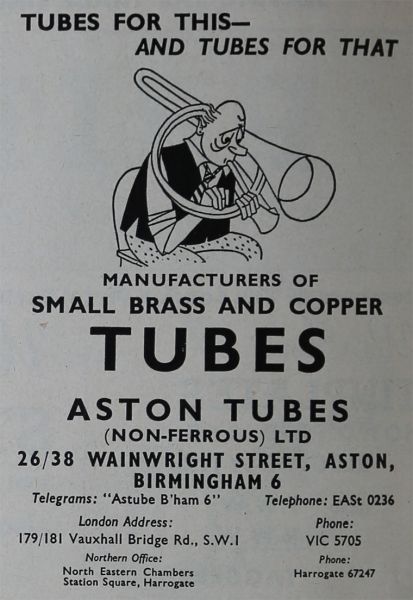 TUBES FOR THIS—
AND TUBES FOR THAT
MANUFACTURERS OF
SMALL BRASS AND COPPER
TUBES
ASTON TUBES
(NON-FERROUS) LTD
26/38 WAINWRIGHT STREET, ASTON,
BIRMINGHAM 6
Telegrams: "Astube B'ham 6" Telephone: EASt 0236
London Address: Phone:
179/181 Vauxhall Bridge Rd., S.W.1 VIC 5705
Northern Office: Phone:
North Eastern Chambers Harrogate 67247
Station Square, Harrogate